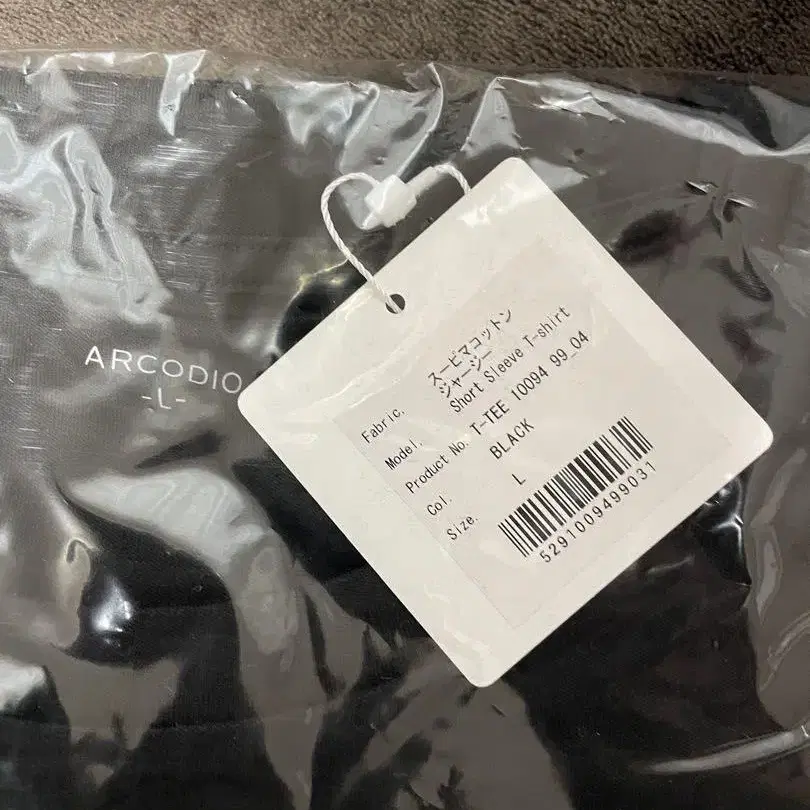 ARCODIO
-L-
Fabric. スーピマコットン
ジャージー
Model. Short Sleeve T-shirt
Product No. T-TEE 10094 99_04
Col. BLACK
Size. L
5291009499031